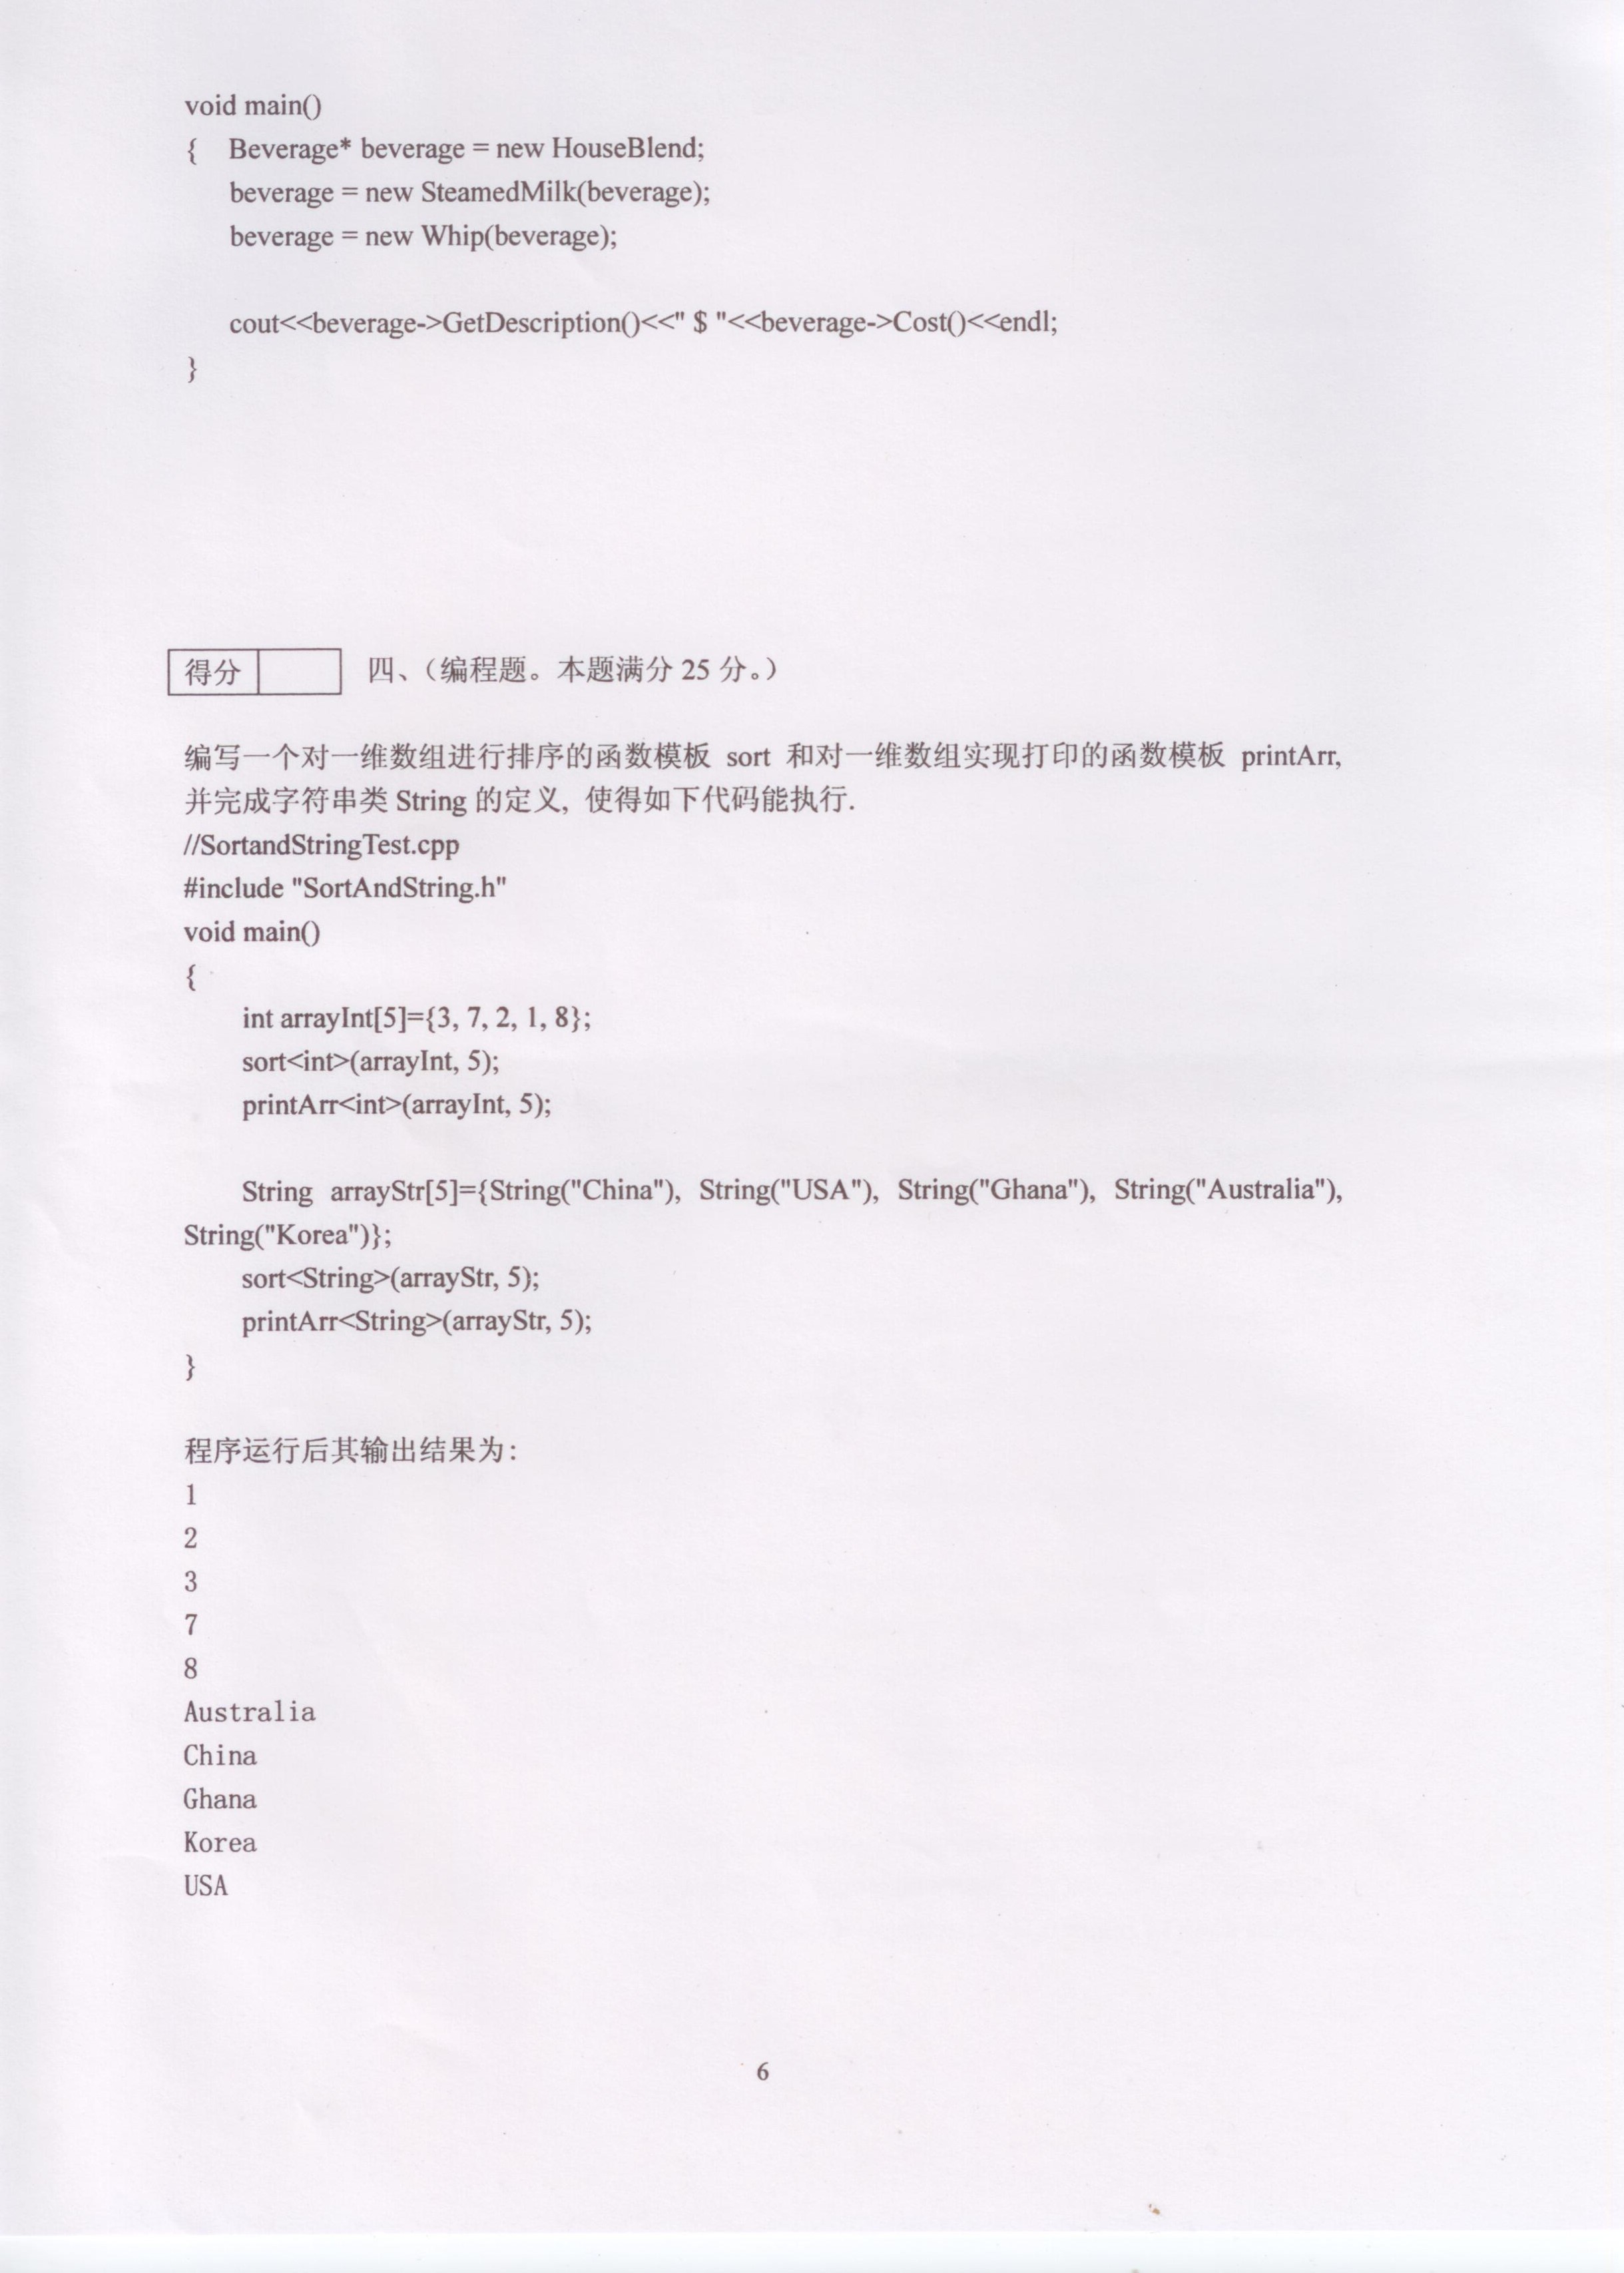 void main()
{ Beverage* beverage = new HouseBlend;
beverage = new SteamedMilk(beverage);
beverage = new Whip(beverage);
cout<<beverage->GetDescription()<<" $ "<<beverage->Cost()<<endl;
}
得分 四、（编程题。本题满分 25 分。）
编写一个对一维数组进行排序的函数模板 sort 和对一维数组实现打印的函数模板 printArr,
并完成字符串类 String 的定义, 使得如下代码能执行.
//SortandStringTest.cpp
#include "SortAndString.h"
void main()
{
int arrayInt[5]={3, 7, 2, 1, 8};
sort<int>(arrayInt, 5);
printArr<int>(arrayInt, 5);
String arrayStr[5]={String("China"), String("USA"), String("Ghana"), String("Australia"),
String("Korea")};
sort<String>(arrayStr, 5);
printArr<String>(arrayStr, 5);
}
程序运行后其输出结果为:
1
2
3
7
8
Australia
China
Ghana
Korea
USA
6